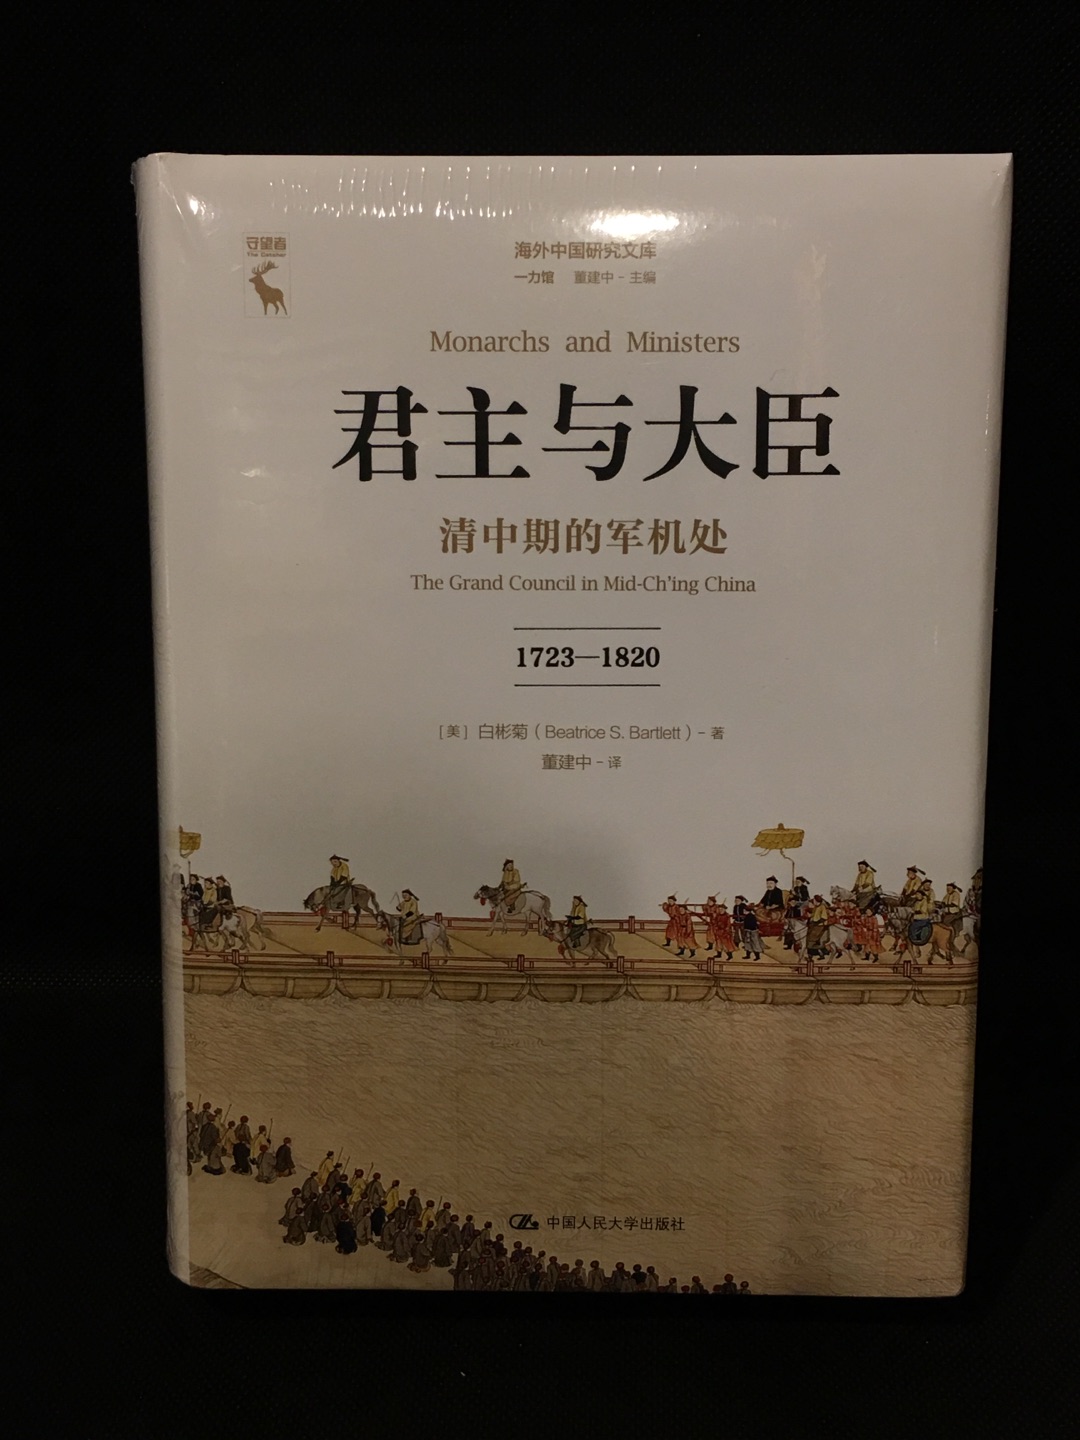 守望者
The Catcher
海外中国研究文库
一力馆 董建中 - 主编
Monarchs and Ministers
君主与大臣
清中期的军机处
The Grand Council in Mid-Ch'ing China
1723—1820
[美] 白彬菊（Beatrice S. Bartlett）- 著
董建中 - 译
中国人民大学出版社